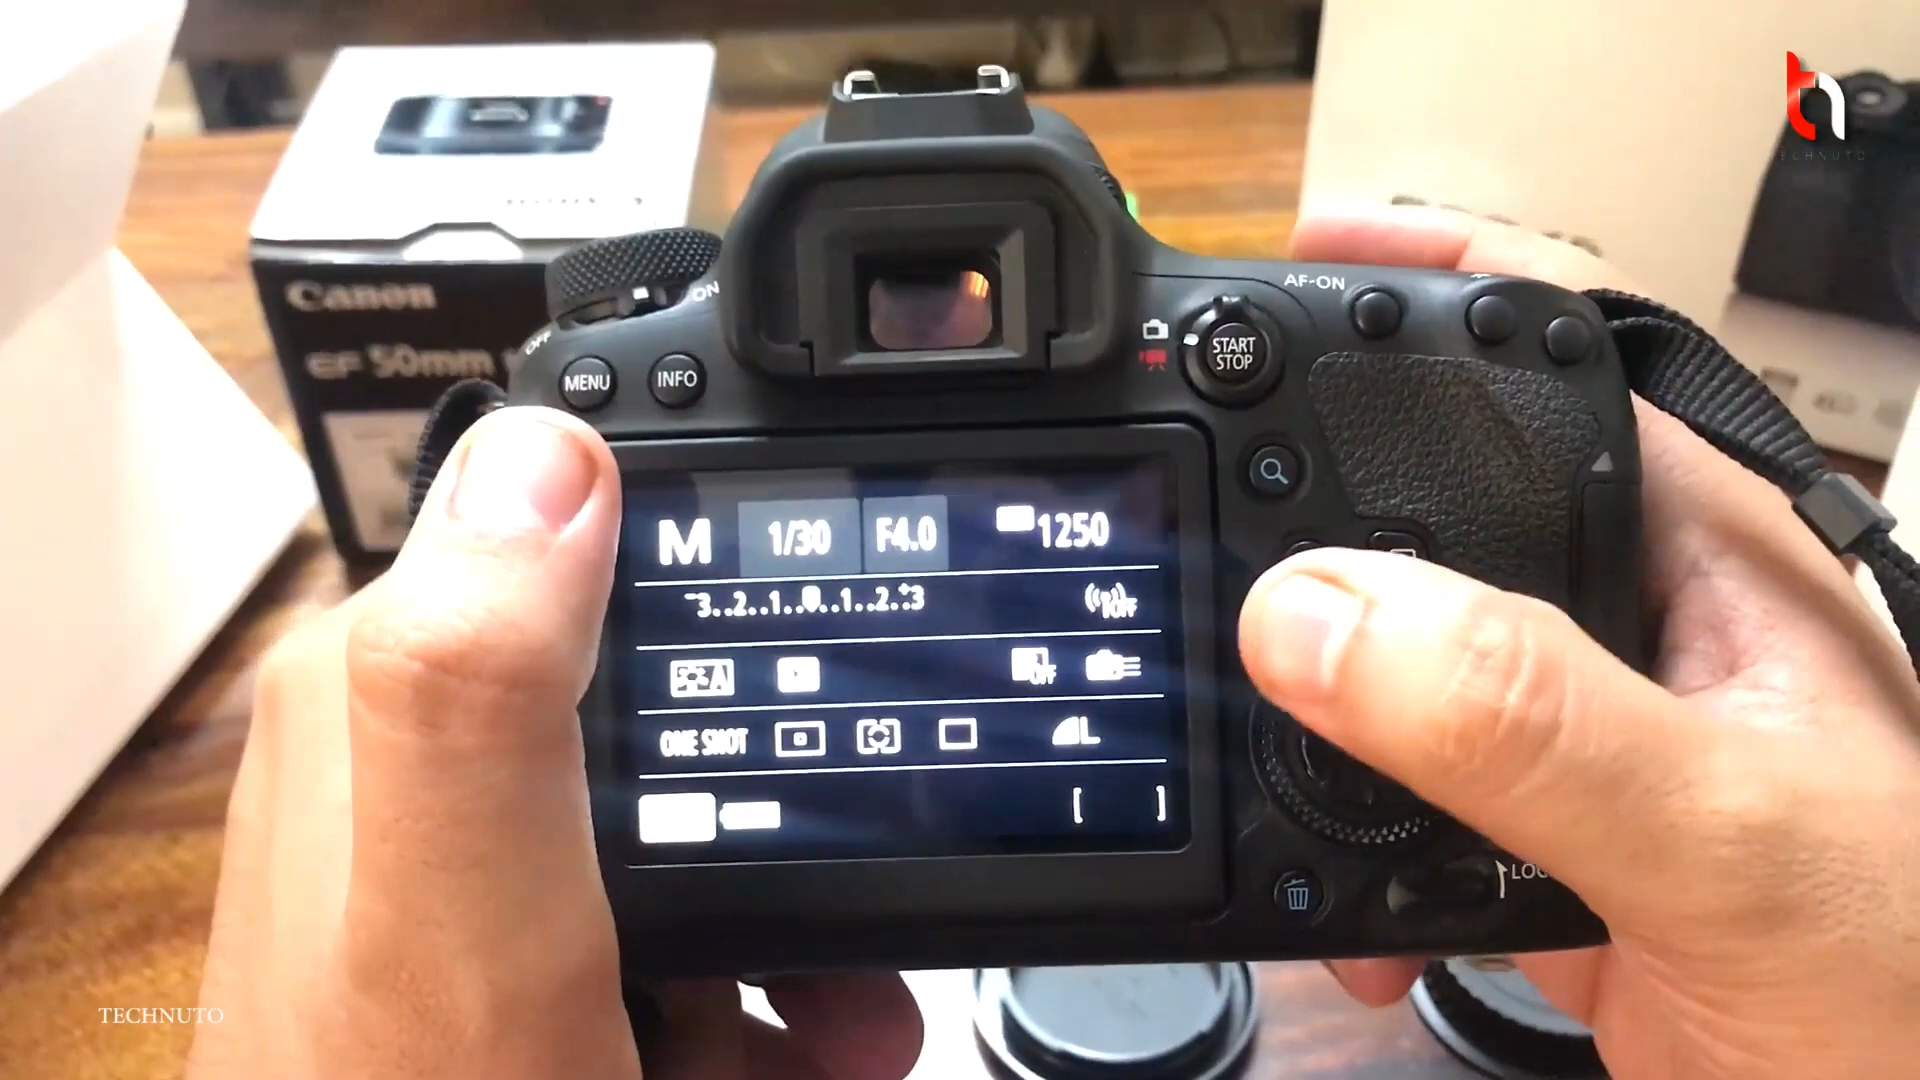 TECHNUTO
Canon
EF 50mm
ON
OFF
MENU
INFO
START
STOP
AF-ON
M 1/30 F4.0 1250
-3..2..1..0..1..2..+3
OFF
A
OFF
ONE SHOT
L
[ ]
TECHNUTO